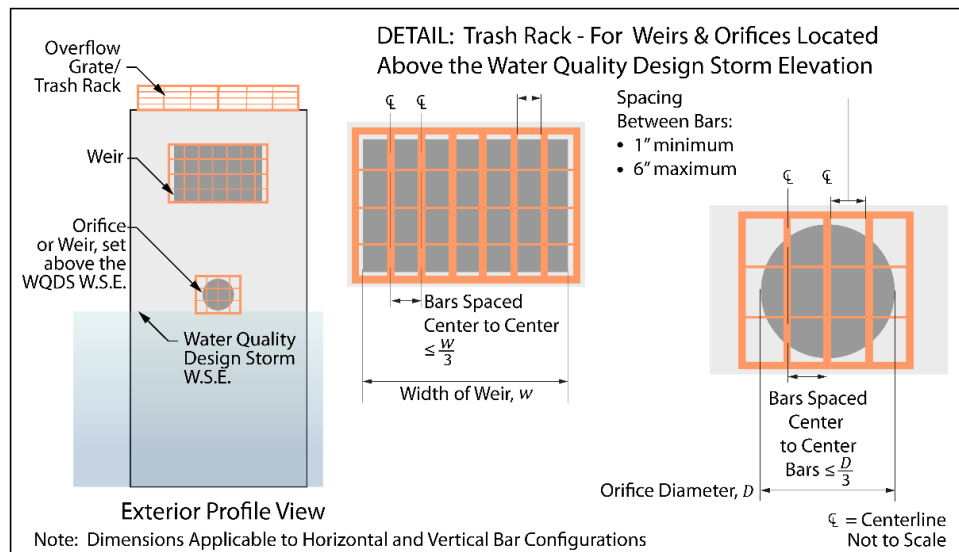 DETAIL: Trash Rack - For Weirs & Orifices Located
Above the Water Quality Design Storm Elevation
Overflow
Grate/
Trash Rack
Weir
Orifice
or Weir, set
above the
WQDS W.S.E.
Water Quality
Design Storm
W.S.E.
Exterior Profile View
℄ ℄
Bars Spaced
Center to Center
≤ w/3
Width of Weir, w
Spacing
Between Bars:
• 1” minimum
• 6” maximum
℄ ℄
Bars Spaced
Center
to Center
Bars ≤ D/3
Orifice Diameter, D
℄ = Centerline
Not to Scale
Note: Dimensions Applicable to Horizontal and Vertical Bar Configurations